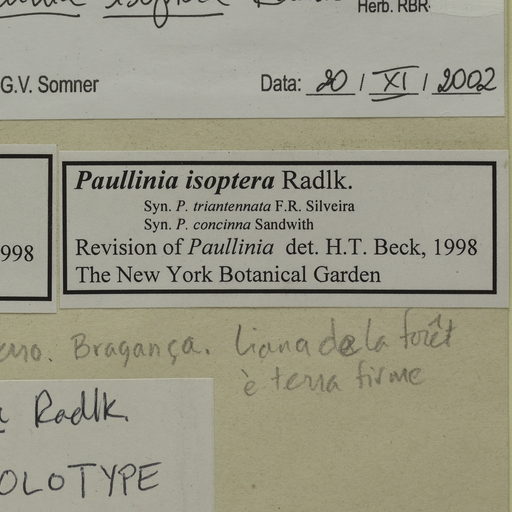 isoptera
Herb. RBR.
G.V. Somner Data: 20 / XI / 2002
998
Paullinia isoptera Radlk.
Syn. P. triantennata F.R. Silveira
Syn. P. concinna Sandwith
Revision of Paullinia det. H.T. Beck, 1998
The New York Botanical Garden
Bragança. liana de la forêt
è terra firme
Radlk.
OLOTYPE